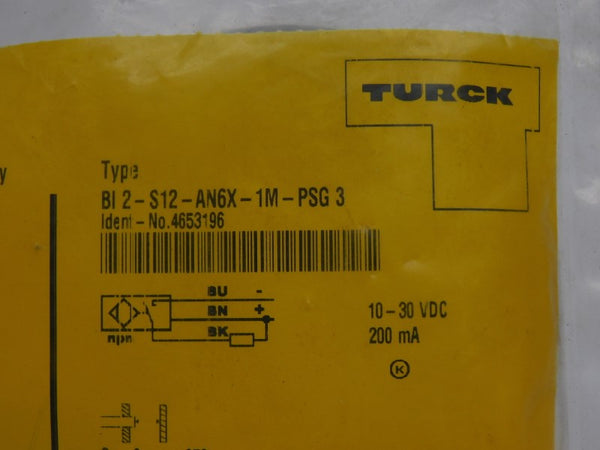 TURCK
Type
BI 2-S12-AN6X-1M-PSG 3
Ident-No.4653196
BU -
BN +
BK
npn
10-30 VDC
200 mA
K
y